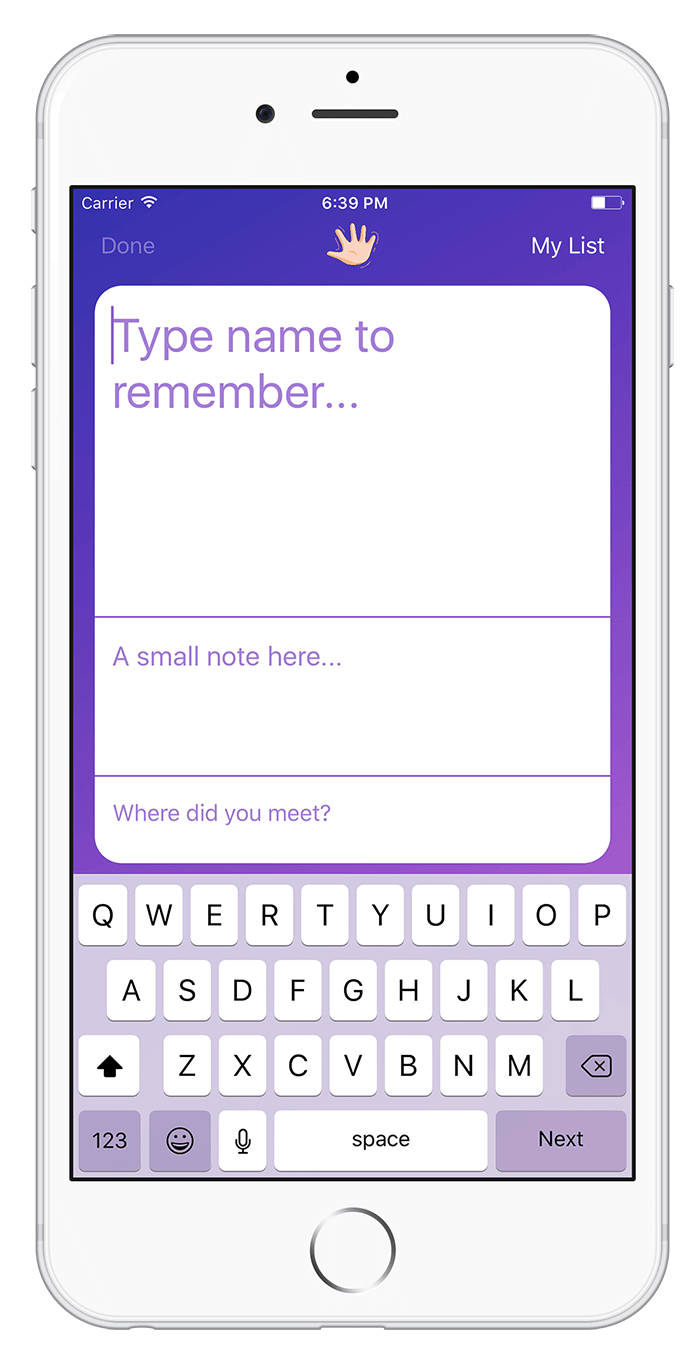 Carrier 6:39 PM
Done My List
Type name to
remember...
A small note here...
Where did you meet?
Q W E R T Y U I O P
A S D F G H J K L
Z X C V B N M
123 space Next